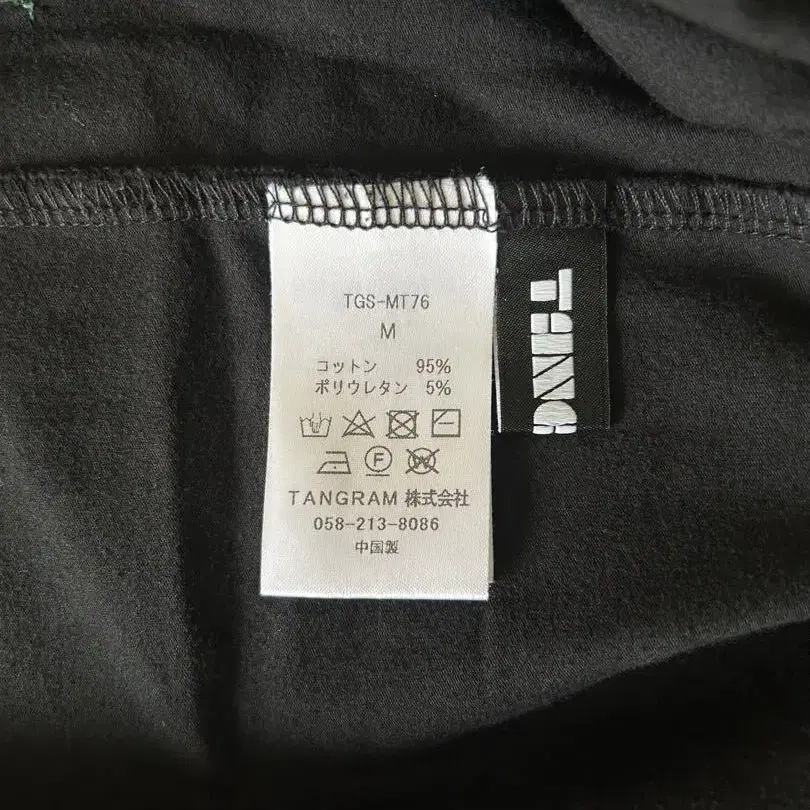 TGS-MT76
M
コットン 95%
ポリウレタン 5%
F
W
TANGRAM 株式会社
058-213-8086
中国製